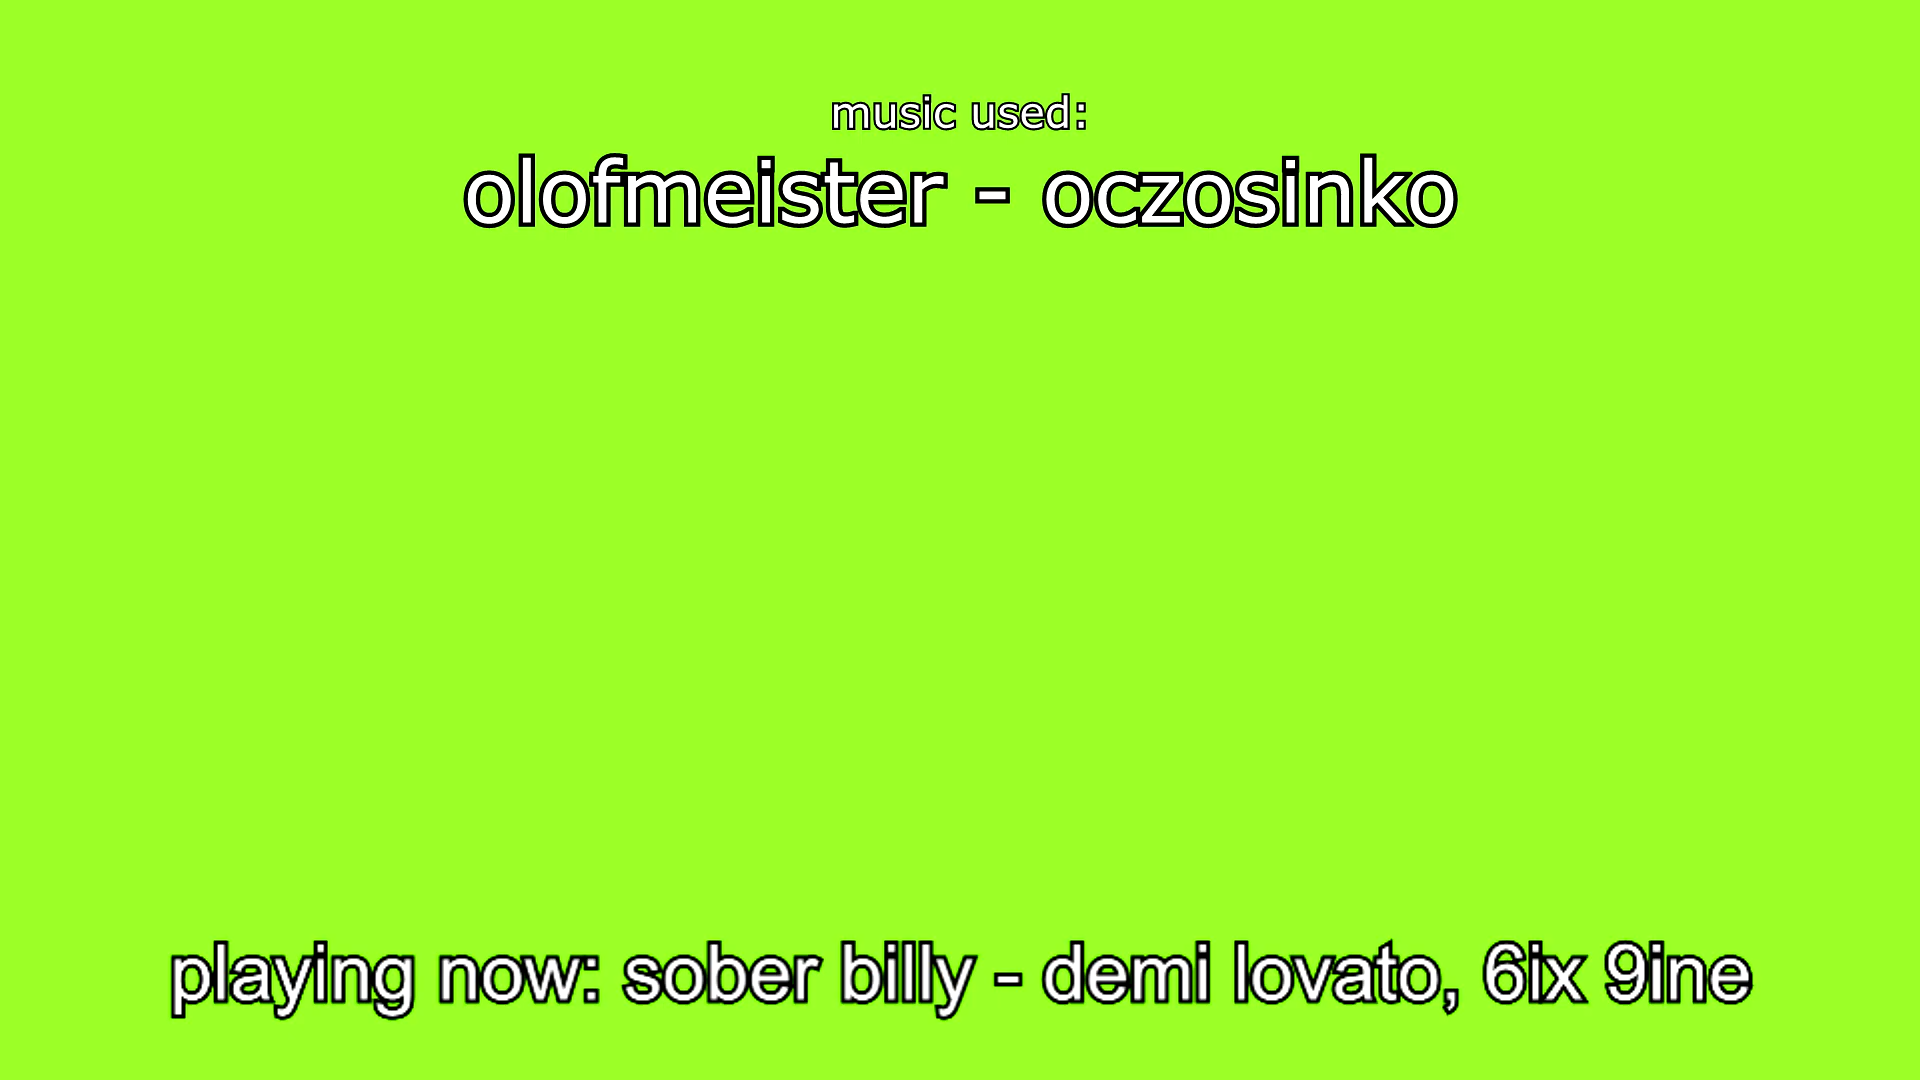 music used:
olofmeister - oczosinko
playing now: sober billy - demi lovato, 6ix 9ine